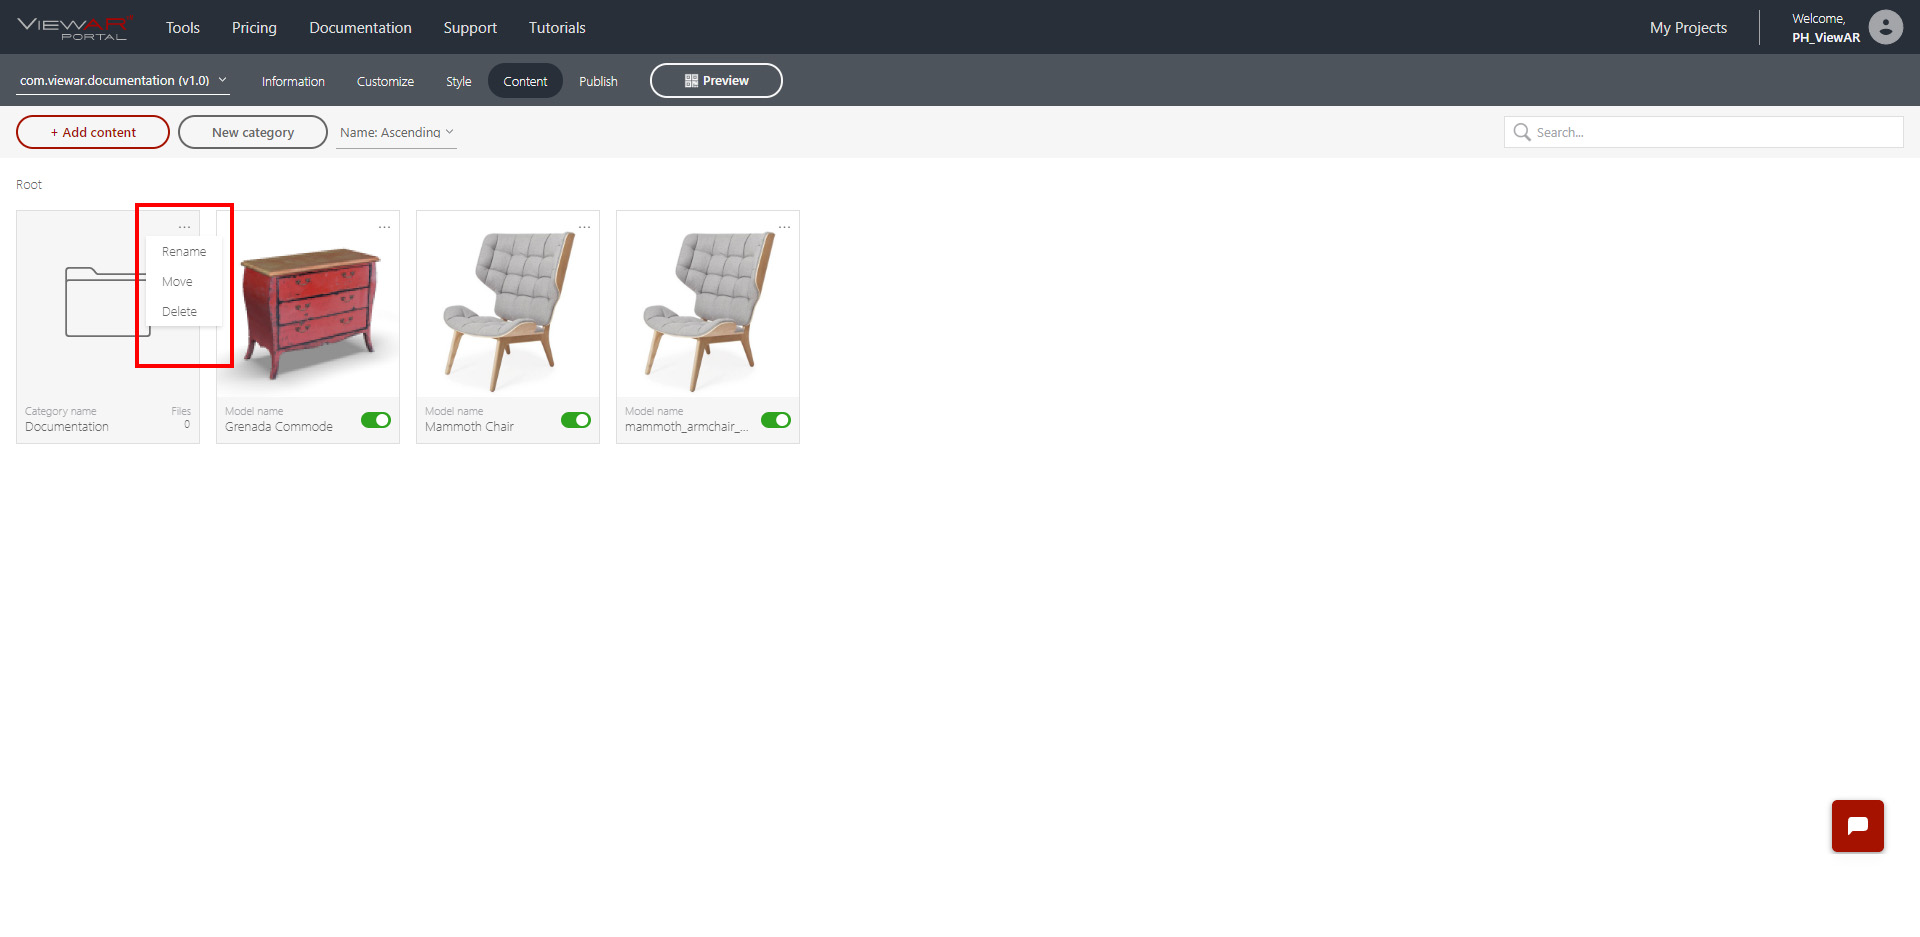 VIEWAR PORTAL
Tools Pricing Documentation Support Tutorials My Projects
Welcome,
PH_ViewAR
com.viewar.documentation (v1.0) Information Customize Style Content Publish Preview
+ Add content New category Name: Ascending Search...
Root
...
Rename
Move
Delete
Category name Files
Documentation 0
...
Model name
Grenada Commode
...
Model name
Mammoth Chair
...
Model name
mammoth_armchair_...